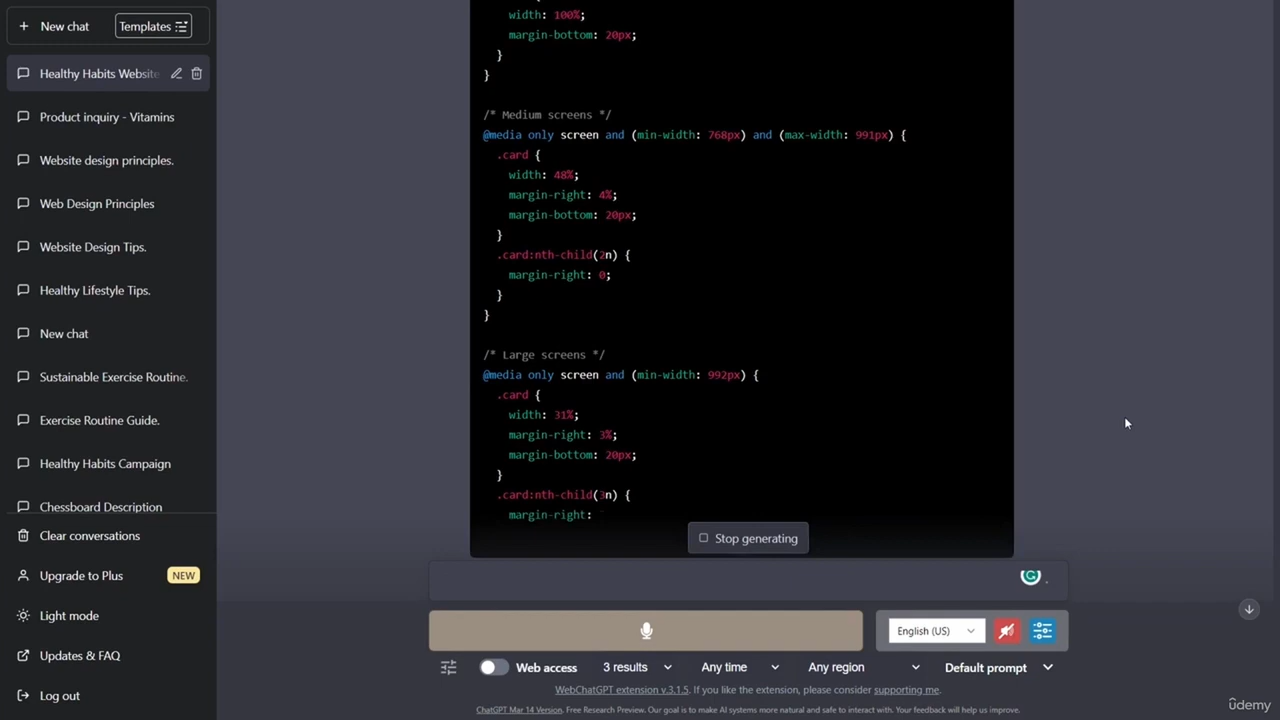 New chat
Templates
Healthy Habits Website
Product inquiry - Vitamins
Website design principles.
Web Design Principles
Website Design Tips.
Healthy Lifestyle Tips.
New chat
Sustainable Exercise Routine.
Exercise Routine Guide.
Healthy Habits Campaign
Chessboard Description
Clear conversations
Upgrade to Plus NEW
Light mode
Updates & FAQ
Log out
width: 100%;
margin-bottom: 20px;
}
}
/* Medium screens */
@media only screen and (min-width: 768px) and (max-width: 991px) {
.card {
width: 48%;
margin-right: 4%;
margin-bottom: 20px;
}
.card:nth-child(2n) {
margin-right: 0;
}
}
/* Large screens */
@media only screen and (min-width: 992px) {
.card {
width: 31%;
margin-right: 3%;
margin-bottom: 20px;
}
.card:nth-child(3n) {
margin-right:
Stop generating
English (US)
Web access 3 results Any time Any region Default prompt
WebChatGPT extension v.3.1.5. If you like the extension, please consider supporting me.
ChatGPT Mar 14 Version. Free Research Preview. Our goal is to make AI systems more natural and safe to interact with. Your feedback will help us improve.
ûdemy